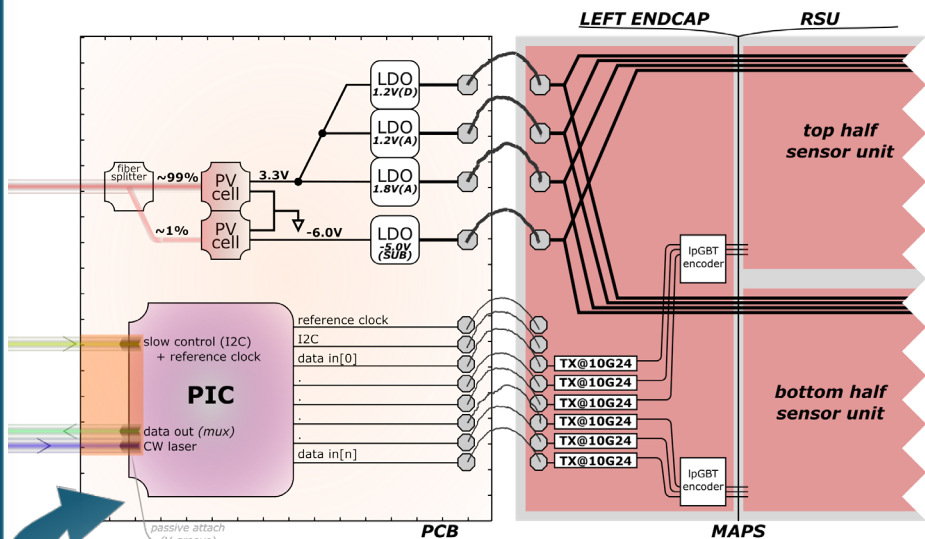 LEFT ENDCAP
RSU
LDO
1.2V(D)
LDO
1.2V(A)
LDO
1.8V(A)
LDO
-5.0V
(SUB)
fiber
splitter
~99%
PV
cell
3.3V
~1%
PV
cell
-6.0V
top half
sensor unit
lpGBT
encoder
reference clock
I2C
data in[0]
.
.
.
.
data in[n]
slow control (I2C)
+ reference clock
PIC
data out (mux)
CW laser
TX@10G24
TX@10G24
TX@10G24
TX@10G24
TX@10G24
TX@10G24
bottom half
sensor unit
lpGBT
encoder
passive attach
PCB
MAPS